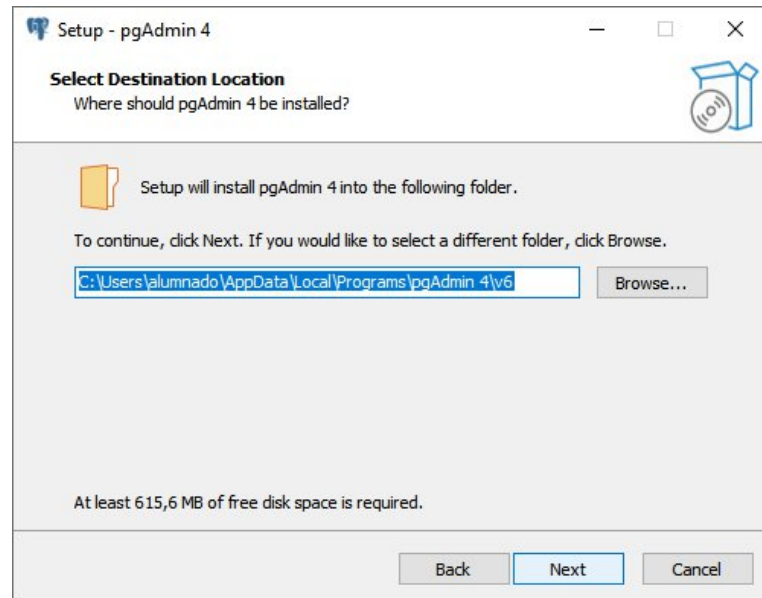 Setup - pgAdmin 4
Select Destination Location
Where should pgAdmin 4 be installed?
Setup will install pgAdmin 4 into the following folder.
To continue, click Next. If you would like to select a different folder, click Browse.
C:\Users\alumnado\AppData\Local\Programs\pgAdmin 4\v6
Browse...
At least 615,6 MB of free disk space is required.
Back Next Cancel